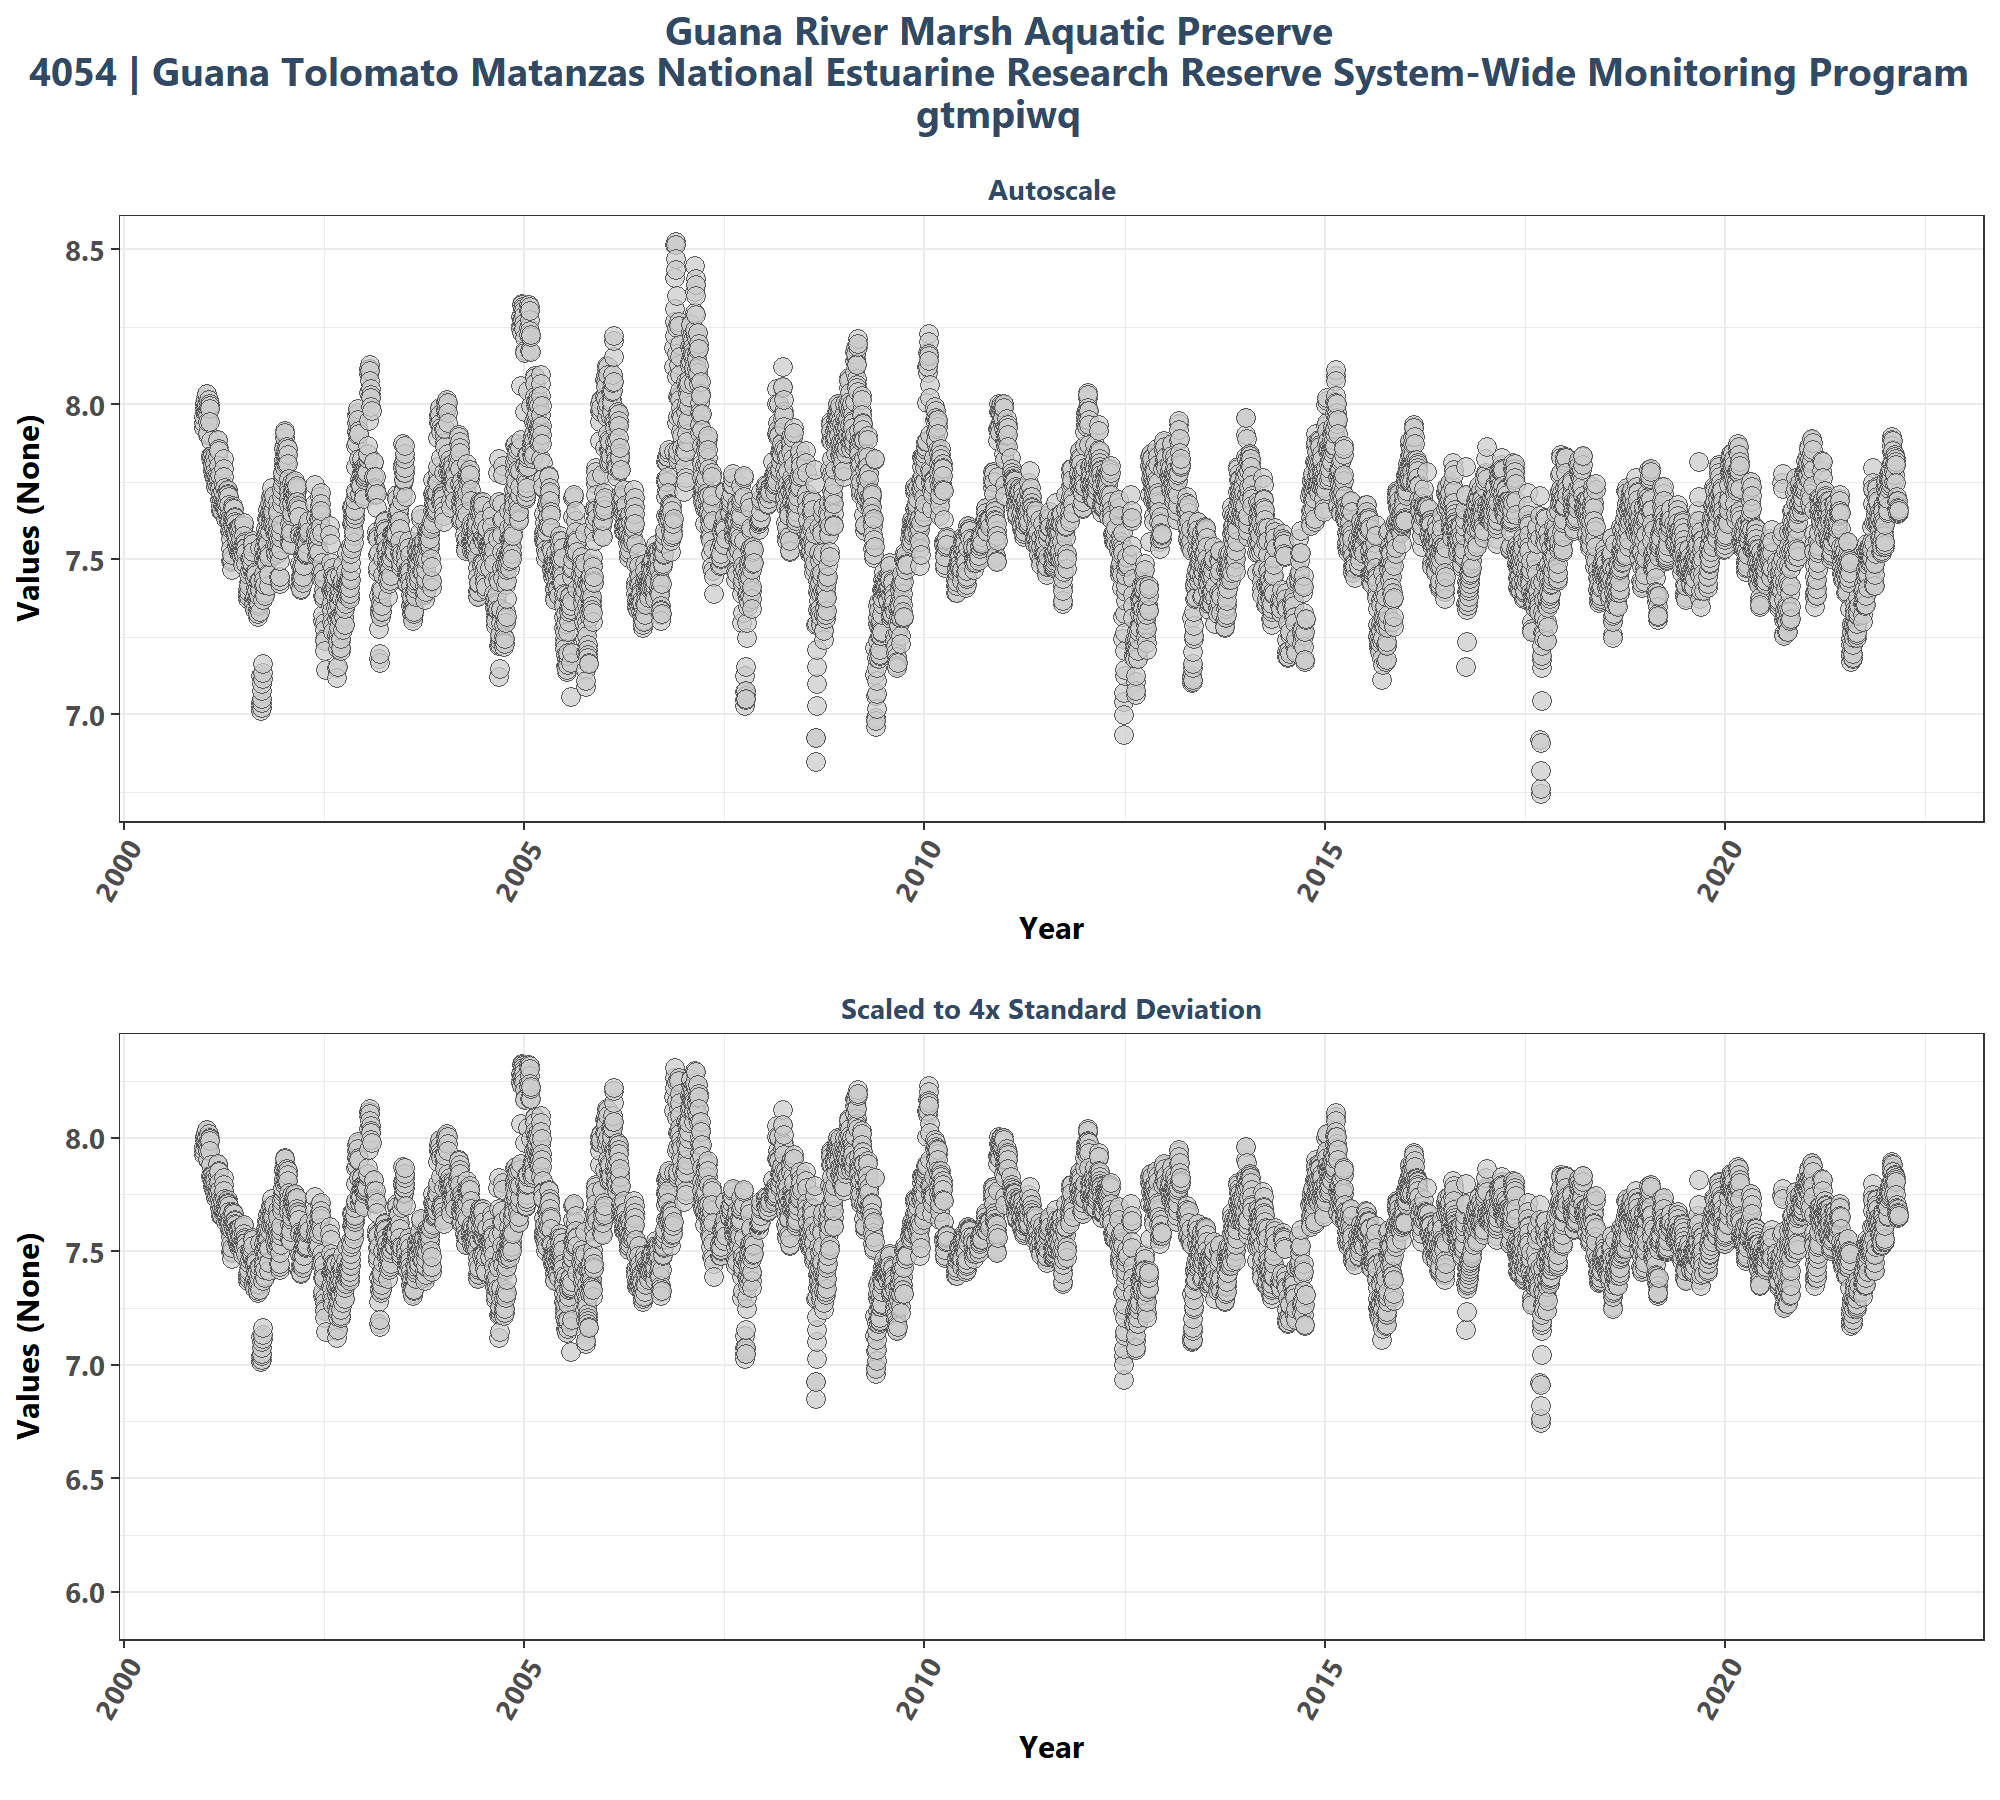 Guana River Marsh Aquatic Preserve
4054 | Guana Tolomato Matanzas National Estuarine Research Reserve System-Wide Monitoring Program
gtmpiwq
Autoscale
Values (None)
8.5
8.0
7.5
7.0
2000
2005
2010
2015
2020
Year
Scaled to 4x Standard Deviation
Values (None)
8.0
7.5
7.0
6.5
6.0
2000
2005
2010
2015
2020
Year